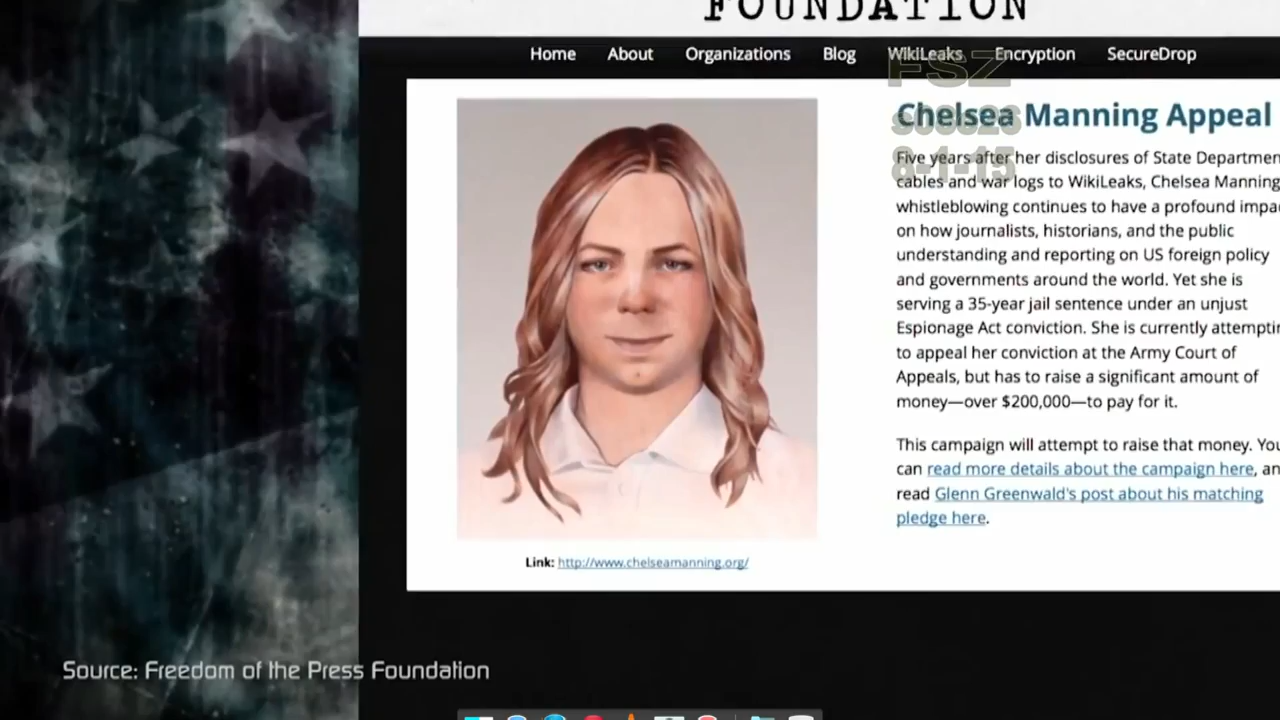 FOUNDATION
Home About Organizations Blog WikiLeaks Encryption SecureDrop
FSZ
8-1-15
Chelsea Manning Appeal
Five years after her disclosures of State Departmen
cables and war logs to WikiLeaks, Chelsea Manning
whistleblowing continues to have a profound impa
on how journalists, historians, and the public
understanding and reporting on US foreign policy
and governments around the world. Yet she is
serving a 35-year jail sentence under an unjust
Espionage Act conviction. She is currently attemptin
to appeal her conviction at the Army Court of
Appeals, but has to raise a significant amount of
money—over $200,000—to pay for it.
This campaign will attempt to raise that money. You
can read more details about the campaign here, an
read Glenn Greenwald's post about his matching
pledge here.
Link: http://www.chelseamanning.org/
Source: Freedom of the Press Foundation